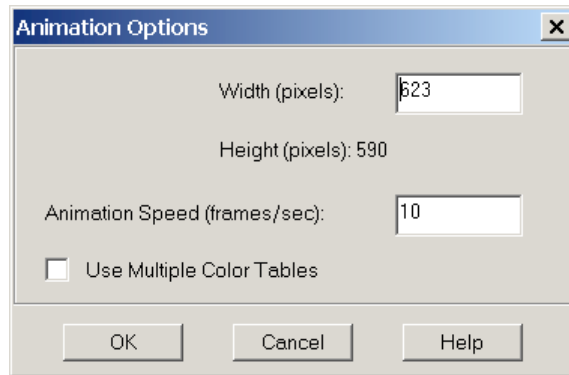 Animation Options
Width (pixels): 623
Height (pixels): 590
Animation Speed (frames/sec): 10
Use Multiple Color Tables
OK Cancel Help